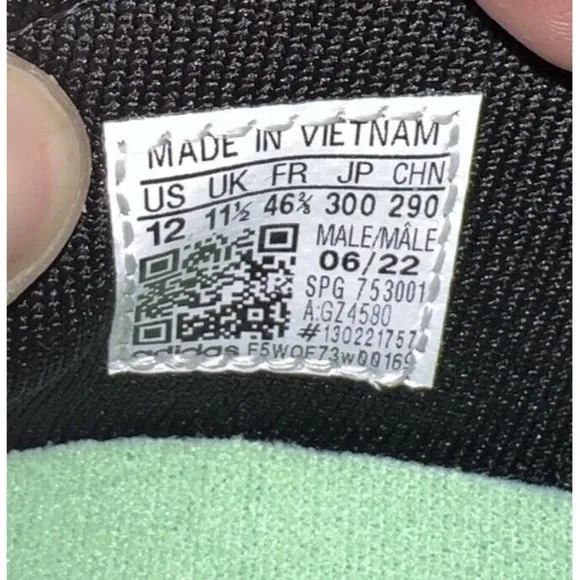 MADE IN VIETNAM
US UK FR JP CHN
12 11½ 46⅔ 300 290
MALE/MÂLE
06/22
SPG 753001
A:GZ4580
#130221757
adidas F5WOF73w00169